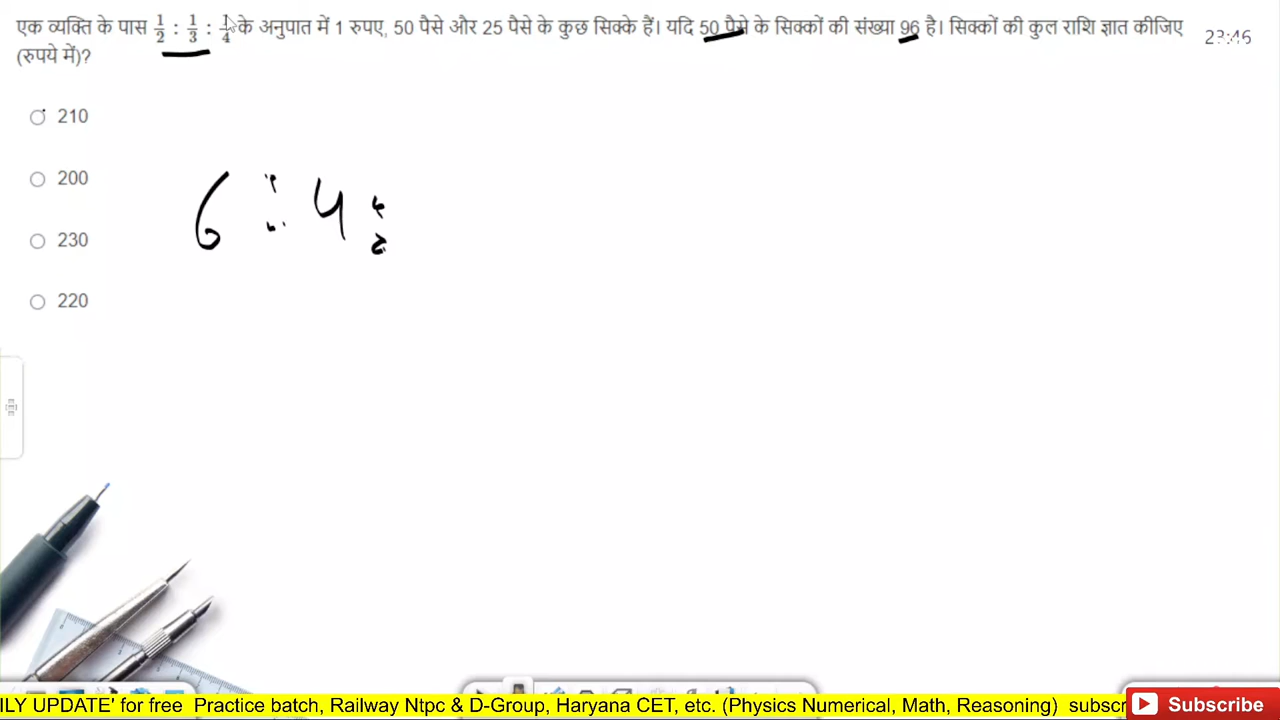 एक व्यक्ति के पास 1/2 : 1/3 : 1/4 के अनुपात में 1 रुपए, 50 पैसे और 25 पैसे के कुछ सिक्के हैं। यदि 50 पैसे के सिक्कों की संख्या 96 है। सिक्कों की कुल राशि ज्ञात कीजिए
(रुपये में)?
23:46
210
200
230
220
6 : 4 :
ILY UPDATE' for free Practice batch, Railway Ntpc & D-Group, Haryana CET, etc. (Physics Numerical, Math, Reasoning) subscr
Subscribe